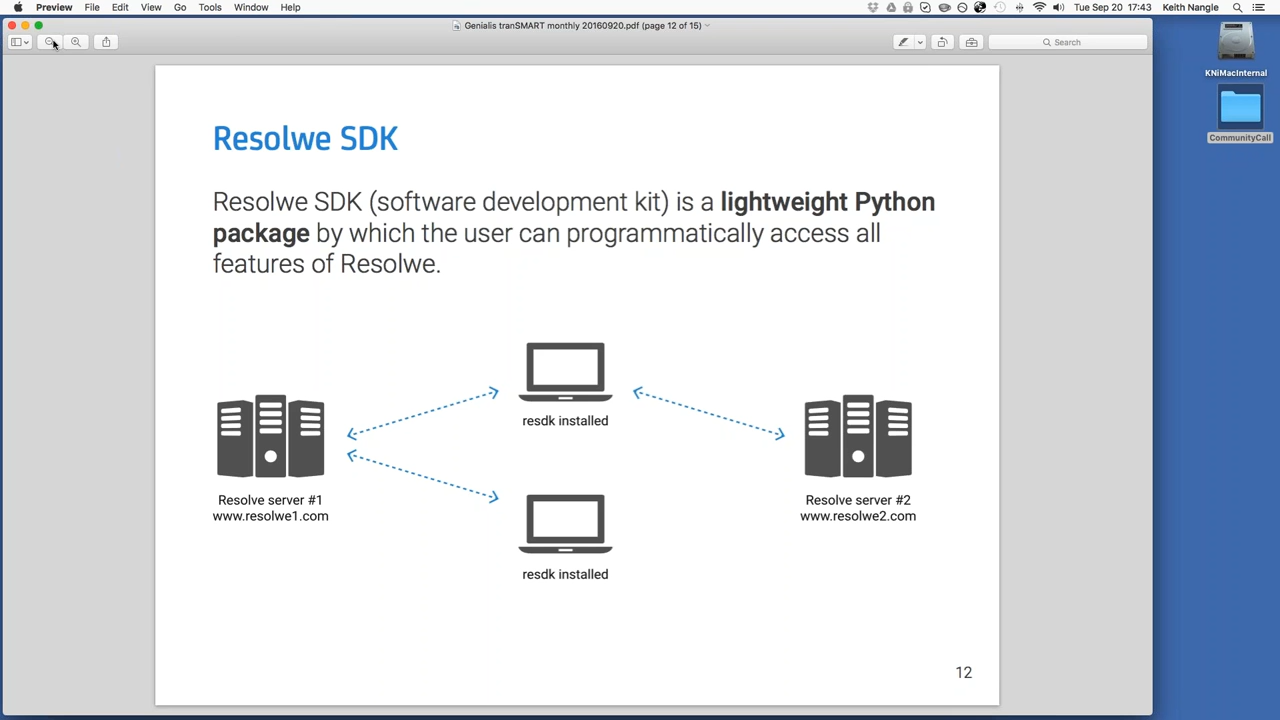 Preview File Edit View Go Tools Window Help Tue Sep 20 17:43 Keith Nangle
Genialis tranSMART monthly 20160920.pdf (page 12 of 15)
Search
KNiMacInternal
CommunityCall
Resolwe SDK
Resolwe SDK (software development kit) is a lightweight Python
package by which the user can programmatically access all
features of Resolwe.
resdk installed
Resolve server #1
www.resolwe1.com
Resolve server #2
www.resolwe2.com
resdk installed
12